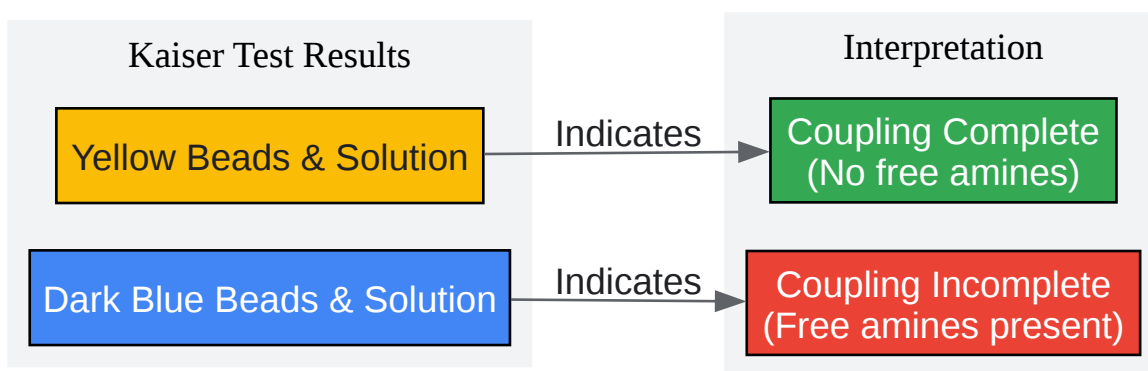 Kaiser Test Results
Interpretation
Yellow Beads & Solution
Indicates
Coupling Complete
(No free amines)
Dark Blue Beads & Solution
Indicates
Coupling Incomplete
(Free amines present)